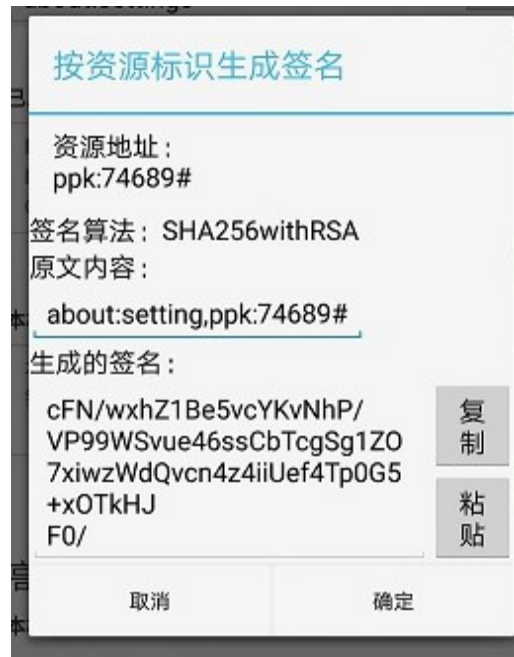 按资源标识生成签名
资源地址：
ppk:74689#
签名算法：SHA256withRSA
原文内容：
about:setting,ppk:74689#
生成的签名：
cFN/wxhZ1Be5vcYKvNhP/
VP99WSvue46ssCbTcgSg1ZO
7xiwzWdQvcn4z4iiUef4Tp0G5
+xOTkHJ
F0/
复制
粘贴
取消
确定